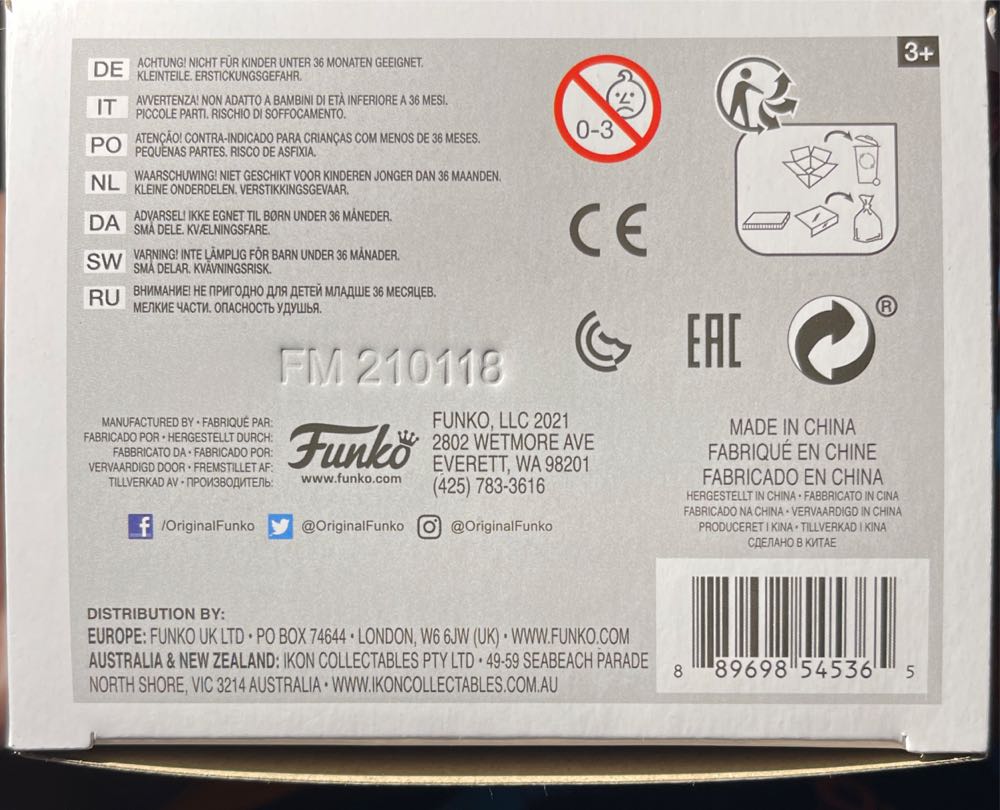 3+
DE
ACHTUNG! NICHT FÜR KINDER UNTER 36 MONATEN GEEIGNET.
KLEINTEILE. ERSTICKUNGSGEFAHR.
IT
AVVERTENZA! NON ADATTO A BAMBINI DI ETÀ INFERIORE A 36 MESI.
PICCOLE PARTI. RISCHIO DI SOFFOCAMENTO.
PO
ATENÇÃO! CONTRA-INDICADO PARA CRIANÇAS COM MENOS DE 36 MESES.
PEQUENAS PARTES. RISCO DE ASFIXIA.
NL
WAARSCHUWING! NIET GESCHIKT VOOR KINDEREN JONGER DAN 36 MAANDEN.
KLEINE ONDERDELEN. VERSTIKKINGSGEVAAR.
DA
ADVARSEL! IKKE EGNET TIL BØRN UNDER 36 MÅNEDER.
SMÅ DELE. KVÆLNINGSFARE.
SW
VARNING! INTE LÄMPLIG FÖR BARN UNDER 36 MÅNADER.
SMÅ DELAR. KVÄVNINGSRISK.
RU
ВНИМАНИЕ! НЕ ПРИГОДНО ДЛЯ ДЕТЕЙ МЛАДШЕ 36 МЕСЯЦЕВ.
МЕЛКИЕ ЧАСТИ. ОПАСНОСТЬ УДУШЬЯ.
0-3
CE
EAC
®
FM 210118
MANUFACTURED BY • FABRIQUÉ PAR:
FABRICADO POR • HERGESTELLT DURCH:
FABBRICATO DA • FABRICADO POR:
VERVAARDIGD DOOR • FREMSTILLET AF:
TILLVERKAD AV • ПРОИЗВОДИТЕЛЬ:
Funko
www.funko.com
FUNKO, LLC 2021
2802 WETMORE AVE
EVERETT, WA 98201
(425) 783-3616
/OriginalFunko @OriginalFunko @OriginalFunko
MADE IN CHINA
FABRIQUÉ EN CHINE
FABRICADO EN CHINA
HERGESTELLT IN CHINA • FABBRICATO IN CINA
FABRICADO NA CHINA • VERVAARDIGD IN CHINA
PRODUCERET I KINA • TILLVERKAD I KINA
СДЕЛАНО В КИТАЕ
DISTRIBUTION BY:
EUROPE: FUNKO UK LTD • PO BOX 74644 • LONDON, W6 6JW (UK) • WWW.FUNKO.COM
AUSTRALIA & NEW ZEALAND: IKON COLLECTABLES PTY LTD • 49-59 SEABEACH PARADE
NORTH SHORE, VIC 3214 AUSTRALIA • WWW.IKONCOLLECTABLES.COM.AU
8 89698 54536 5